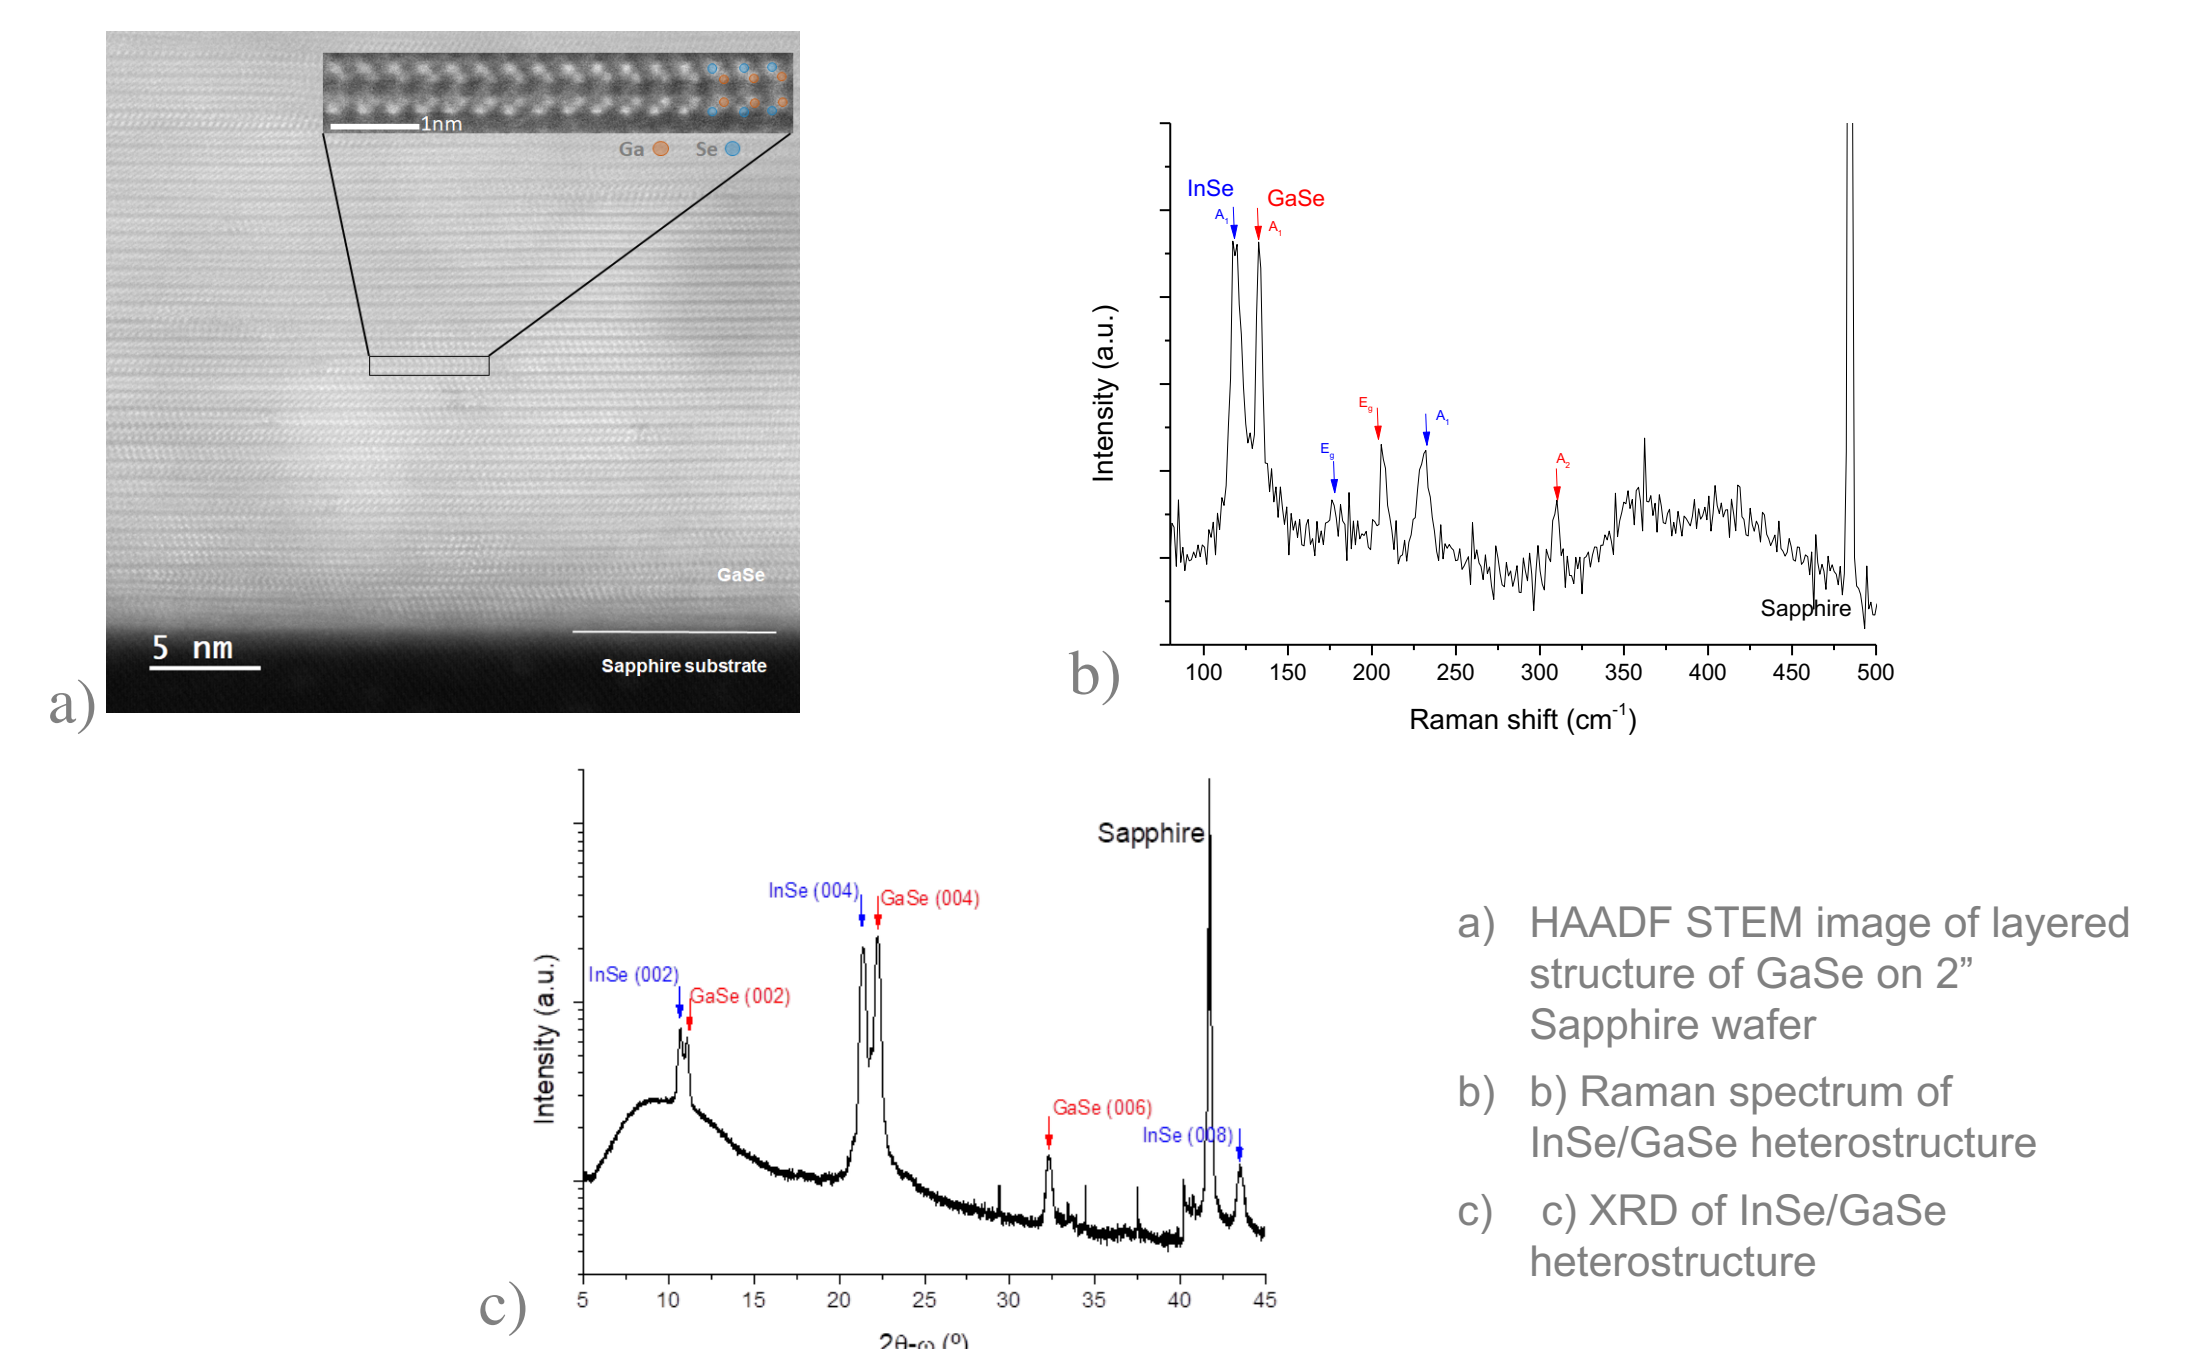 1nm
Ga
Se
GaSe
5 nm
Sapphire substrate
a)
InSe
GaSe
A1
A1
Eg
A1
Eg
A2
Sapphire
Intensity (a.u.)
100 150 200 250 300 350 400 450 500
Raman shift (cm-1)
b)
Sapphire
InSe (004)
GaSe (004)
InSe (002)
GaSe (002)
GaSe (006)
InSe (008)
Intensity (a.u.)
5 10 15 20 25 30 35 40 45
2θ-ω (º)
c)
a) HAADF STEM image of layered
structure of GaSe on 2”
Sapphire wafer
b) b) Raman spectrum of
InSe/GaSe heterostructure
c) c) XRD of InSe/GaSe
heterostructure